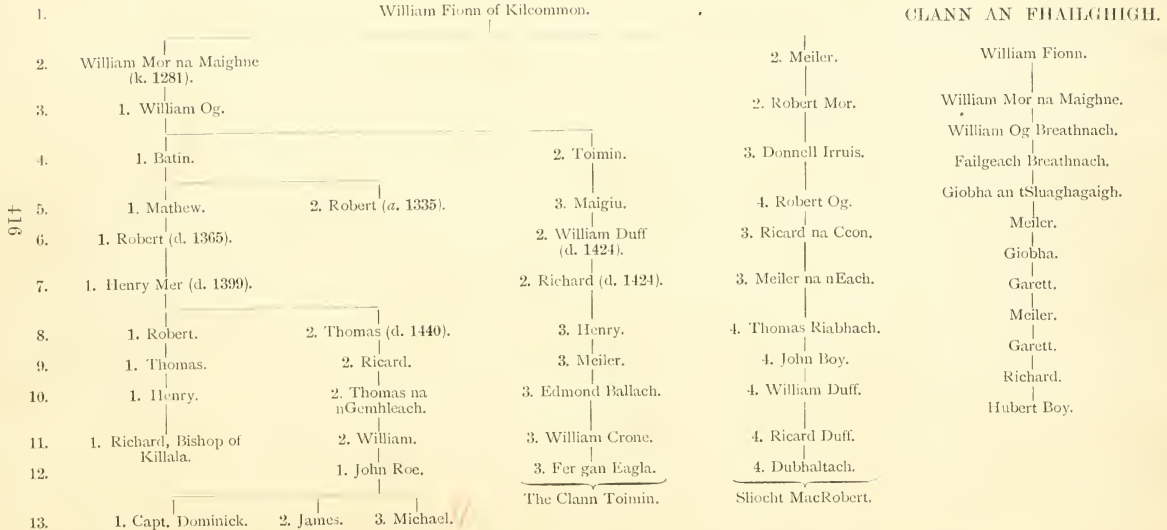 1. William Fionn of Kilcommon. CLANN AN FHAILGHIGH.
2. William Mor na Maighne 2. Meiler. William Fionn.
(k. 1281).
3. 1. William Og. 2. Robert Mor. William Mor na Maighne.
William Og Breathnach.
4. 1. Batin. 2. Toimin. 3. Donnell Irruis. Failgeach Breathnach.
Giobha an tSluaghagaigh.
5. 1. Mathew. 2. Robert (a. 1335). 3. Maigiu. 4. Robert Og.
Meiler.
6. 1. Robert (d. 1365). 2. William Duff 3. Ricard na Ccon.
(d. 1424). Giobha.
7. 1. Henry Mer (d. 1399). 2. Richard (d. 1424). 3. Meiler na nEach. Garett.
Meiler.
8. 1. Robert. 2. Thomas (d. 1440). 3. Henry. 4. Thomas Riabhach.
Garett.
9. 1. Thomas. 2. Ricard. 3. Meiler. 4. John Boy.
Richard.
10. 1. Henry. 2. Thomas na 3. Edmond Ballach. 4. William Duff.
nGemhleach. Hubert Boy.
11. 1. Richard, Bishop of 2. William. 3. William Crone. 4. Ricard Duff.
Killala.
12. 1. John Roe. 3. Fer gan Eagla. 4. Dubhaltach.
The Clann Toimin. Sliocht MacRobert.
13. 1. Capt. Dominick. 2. James. 3. Michael.
416